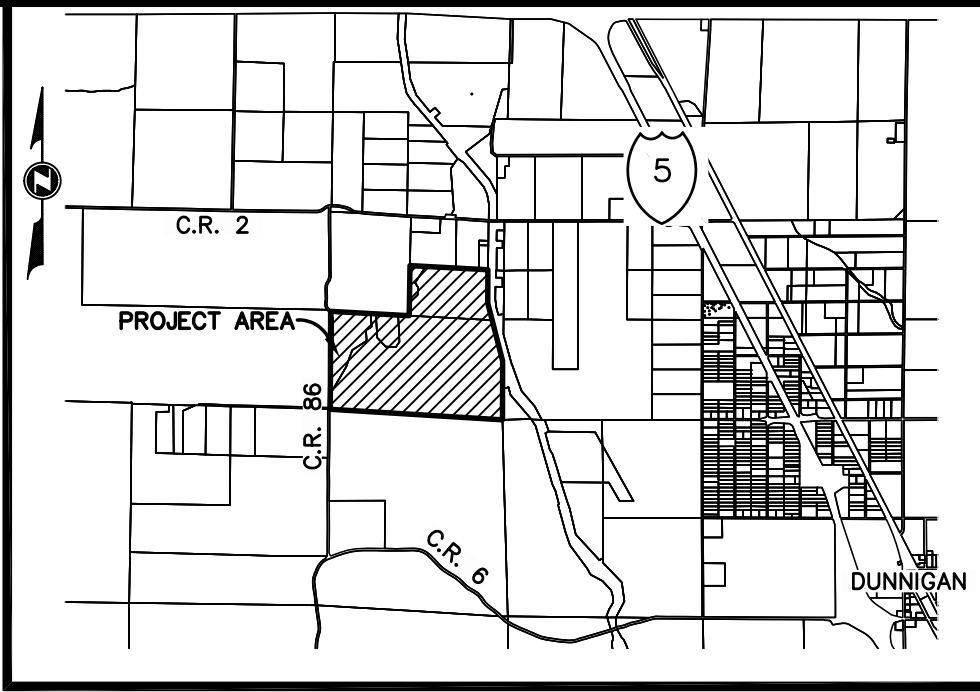 5
C.R. 2
PROJECT AREA
C.R. 86
C.R. 6
DUNNIGAN